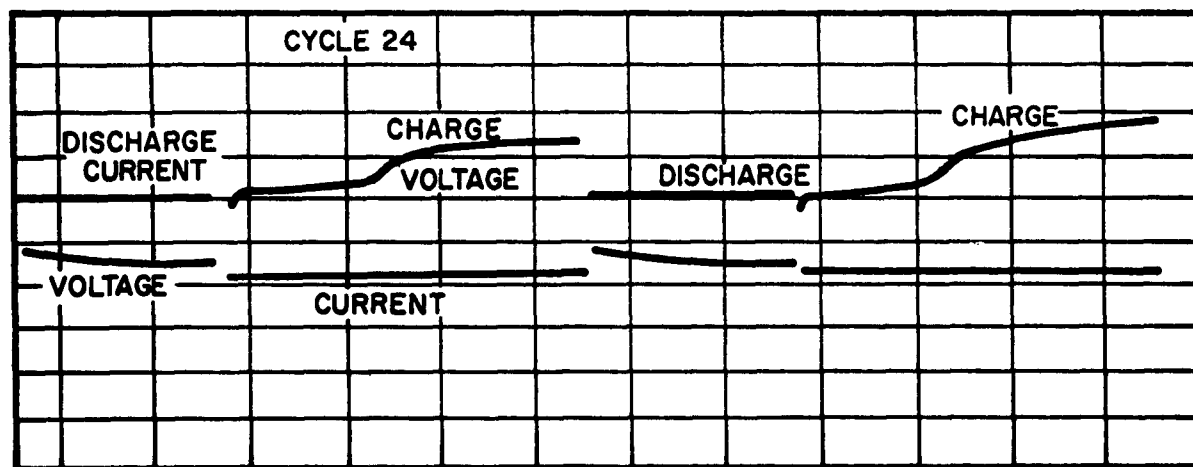 CYCLE 24
DISCHARGE
CURRENT
CHARGE
VOLTAGE
VOLTAGE
CURRENT
DISCHARGE
CHARGE